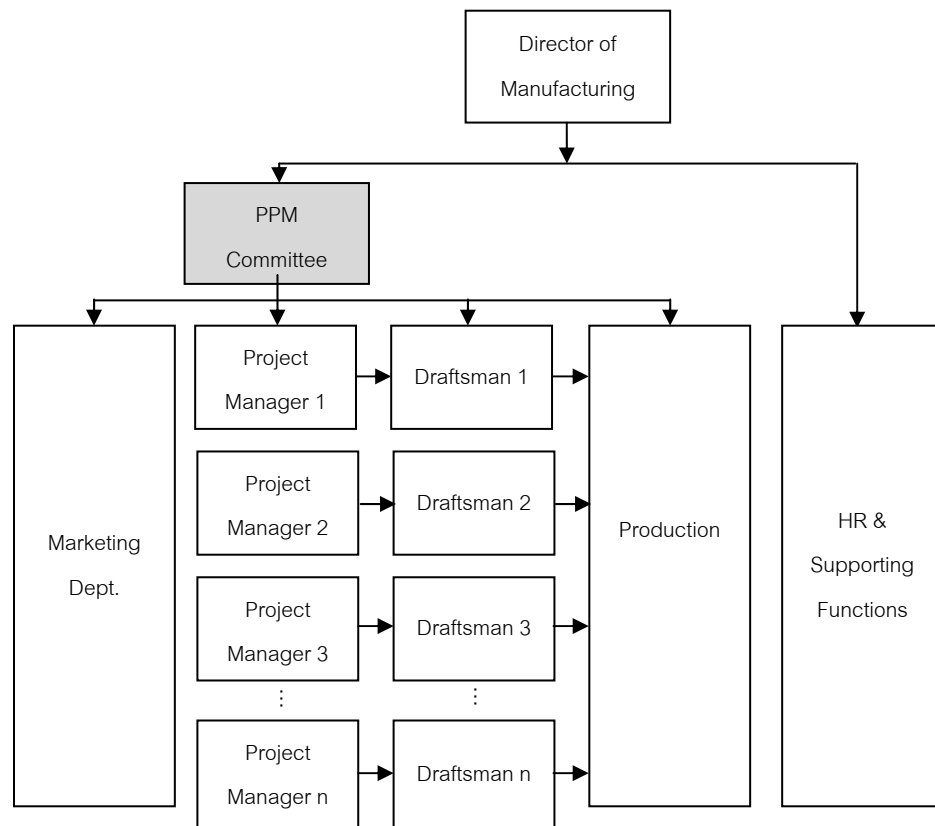 Director of
Manufacturing
PPM
Committee
Marketing
Dept.
Project
Manager 1
Draftsman 1
Project
Manager 2
Draftsman 2
Project
Manager 3
Draftsman 3
⋮
⋮
Project
Manager n
Draftsman n
Production
HR &
Supporting
Functions